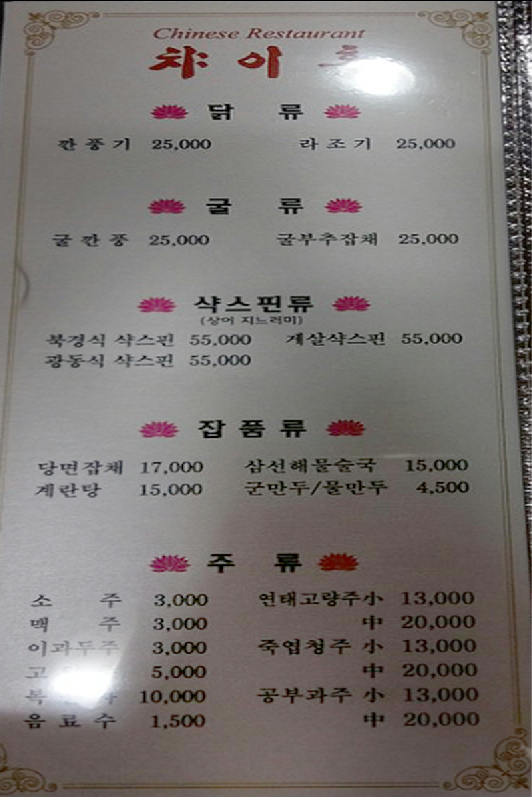 Chinese Restaurant
챠이
닭 류
깐풍기 25,000 라조기 25,000
굴 류
굴깐풍 25,000 굴부추잡채 25,000
샥스핀류
(상어 지느러미)
북경식 샥스핀 55,000 게살샥스핀 55,000
광동식 샥스핀 55,000
잡품류
당면잡채 17,000 삼선해물술국 15,000
계란탕 15,000 군만두/물만두 4,500
주 류
소 주 3,000 연태고량주 小 13,000
맥 주 3,000 中 20,000
이과두주 3,000 죽엽청주 小 13,000
고 5,000 中 20,000
10,000 공부과주 小 13,000
음료수 1,500 中 20,000